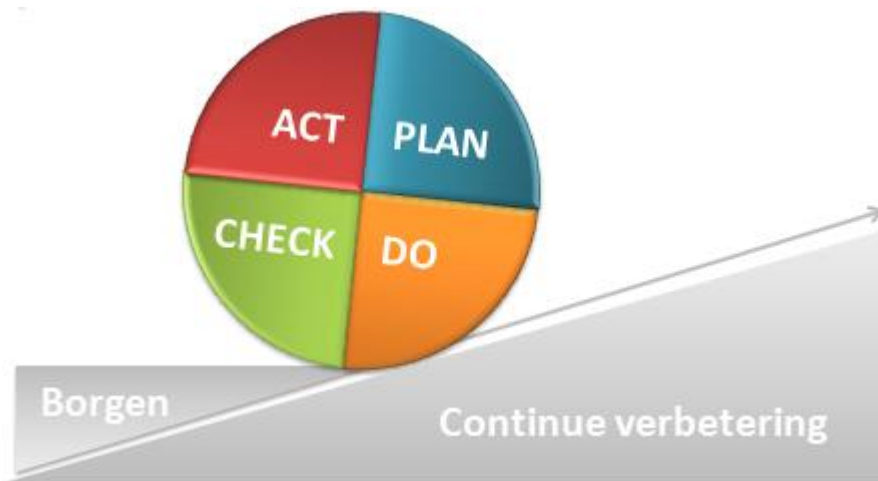 ACT
PLAN
CHECK
DO
Borgen
Continue verbetering